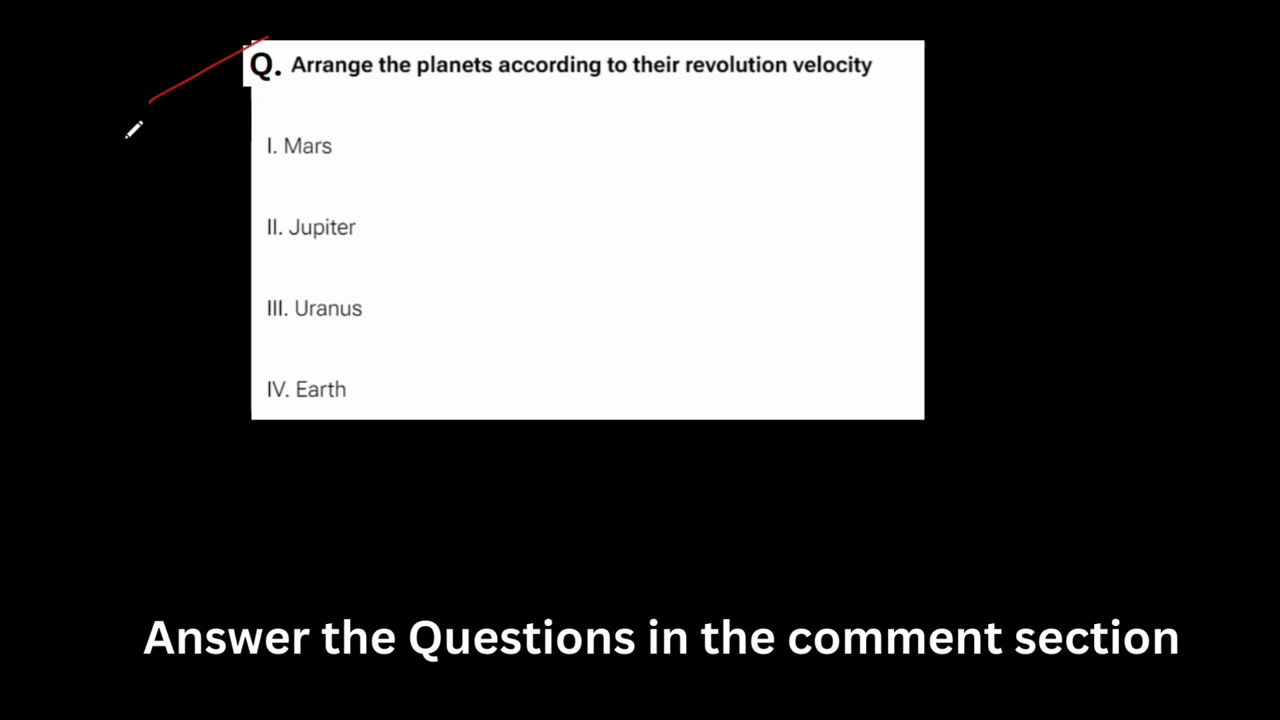 Q. Arrange the planets according to their revolution velocity
I. Mars
II. Jupiter
III. Uranus
IV. Earth
Answer the Questions in the comment section